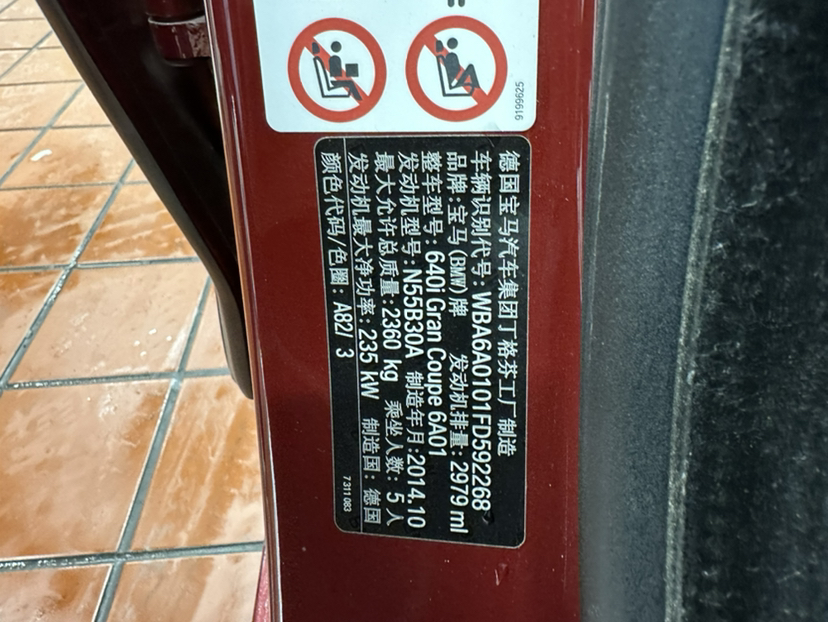 9199625
德国宝马汽车集团丁格芬工厂制造
车辆识别代号: WBA6A0101FD592268
品牌:宝马(BMW)牌 发动机排量: 2979 ml
整车型号: 640i Gran Coupe 6A01
发动机型号: N55B30A 制造年月:2014.10
最大允许总质量:2360 kg 乘坐人数: 5人
发动机最大净功率: 235 kW 制造国: 德国
颜色代码/色圈: A82/ 3
7311 083